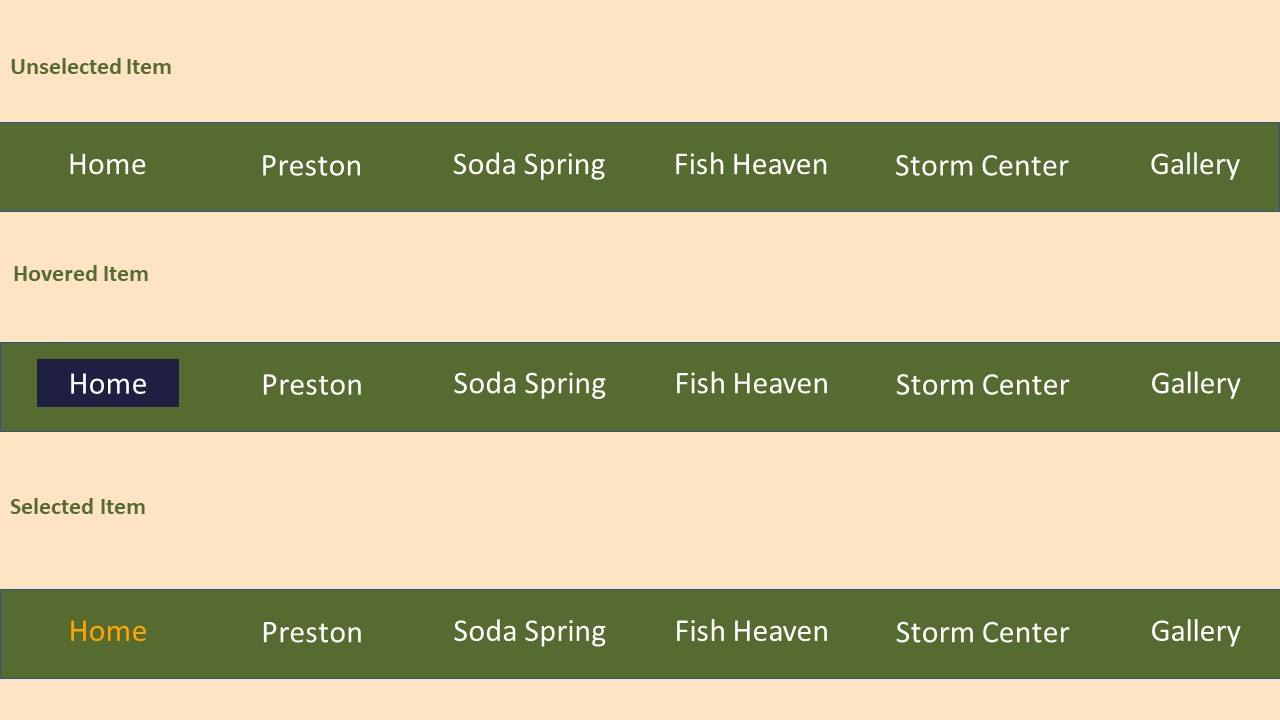 Unselected Item
Home Preston Soda Spring Fish Heaven Storm Center Gallery
Hovered Item
Home Preston Soda Spring Fish Heaven Storm Center Gallery
Selected Item
Home Preston Soda Spring Fish Heaven Storm Center Gallery